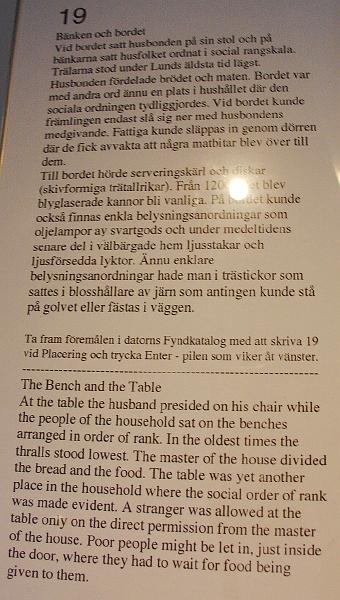 19
Bänken och bordet
Vid bordet satt husbonden på sin stol och på
bänkarna satt husfolket ordnat i social rangskala.
Trälarna stod under Lunds äldsta tid lägst.
Husbonden fördelade brödet och maten. Bordet var
med andra ord ännu en plats i hushållet där den
sociala ordningen tydliggjordes. Vid bordet kunde
främlingen endast slå sig ner med husbondens
medgivande. Fattiga kunde släppas in genom dörren
där de fick avvakta att några matbitar blev över till
dem.
Till bordet hörde serveringskärl och diskar
(skivformiga trätallrikar). Från blev
blyglaserade kannor bli vanliga. På bordet kunde
också finnas enkla belysningsanordningar som
oljelampor av svartgods och under medeltidens
senare del i välbärgade hem ljusstakar och
ljusförsedda lyktor. Ännu enklare
belysningsanordningar hade man i trästickor som
sattes i blosshållare av järn som antingen kunde stå
på golvet eller fästas i väggen.
Ta fram föremålen i datorns Fyndkatalog med att skriva 19
vid Placering och trycka Enter - pilen som viker åt vänster.
The Bench and the Table
At the table the husband presided on his chair while
the people of the household sat on the benches
arranged in order of rank. In the oldest times the
thralls stood lowest. The master of the house divided
the bread and the food. The table was yet another
place in the household where the social order of rank
was made evident. A stranger was allowed at the
table only on the direct permission from the master
of the house. Poor people might be let in, just inside
the door, where they had to wait for food being
given to them.